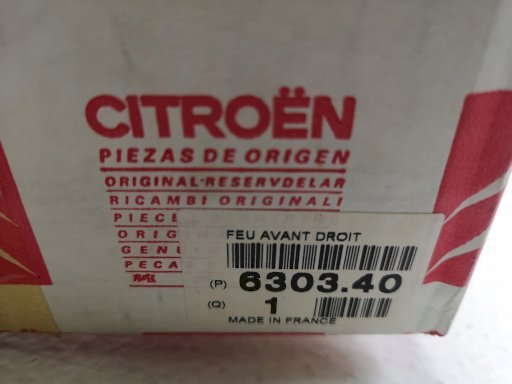 CITROËN
PIEZAS DE ORIGEN
ORIGINAL-RESERVDELAR
RICAMBI ORIGINALI
FEU AVANT DROIT
(P) 6303.40
(Q) 1
MADE IN FRANCE